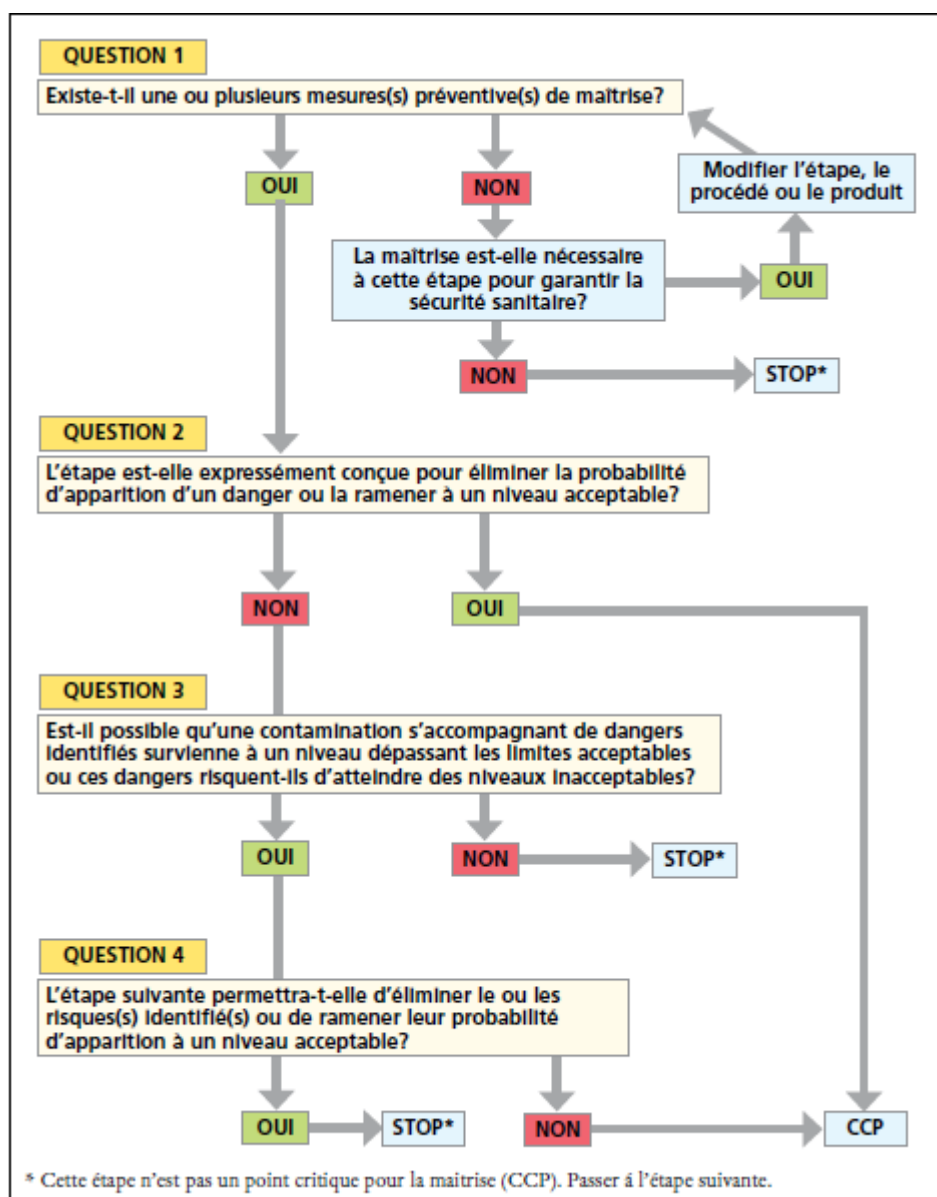 QUESTION 1
Existe-t-il une ou plusieurs mesures(s) préventive(s) de maîtrise?
OUI
NON
Modifier l'étape, le
procédé ou le produit
La maîtrise est-elle nécessaire
à cette étape pour garantir la
sécurité sanitaire?
OUI
NON
STOP*
QUESTION 2
L'étape est-elle expressément conçue pour éliminer la probabilité
d'apparition d'un danger ou la ramener à un niveau acceptable?
NON
OUI
QUESTION 3
Est-il possible qu'une contamination s'accompagnant de dangers
identifiés survienne à un niveau dépassant les limites acceptables
ou ces dangers risquent-ils d'atteindre des niveaux inacceptables?
OUI
NON
STOP*
QUESTION 4
L'étape suivante permettra-t-elle d'éliminer le ou les
risques(s) identifié(s) ou de ramener leur probabilité
d'apparition à un niveau acceptable?
OUI
STOP*
NON
CCP
* Cette étape n'est pas un point critique pour la maitrise (CCP). Passer á l'étape suivante.